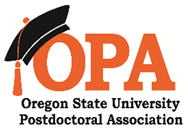 OPA
Oregon State University
Postdoctoral Association